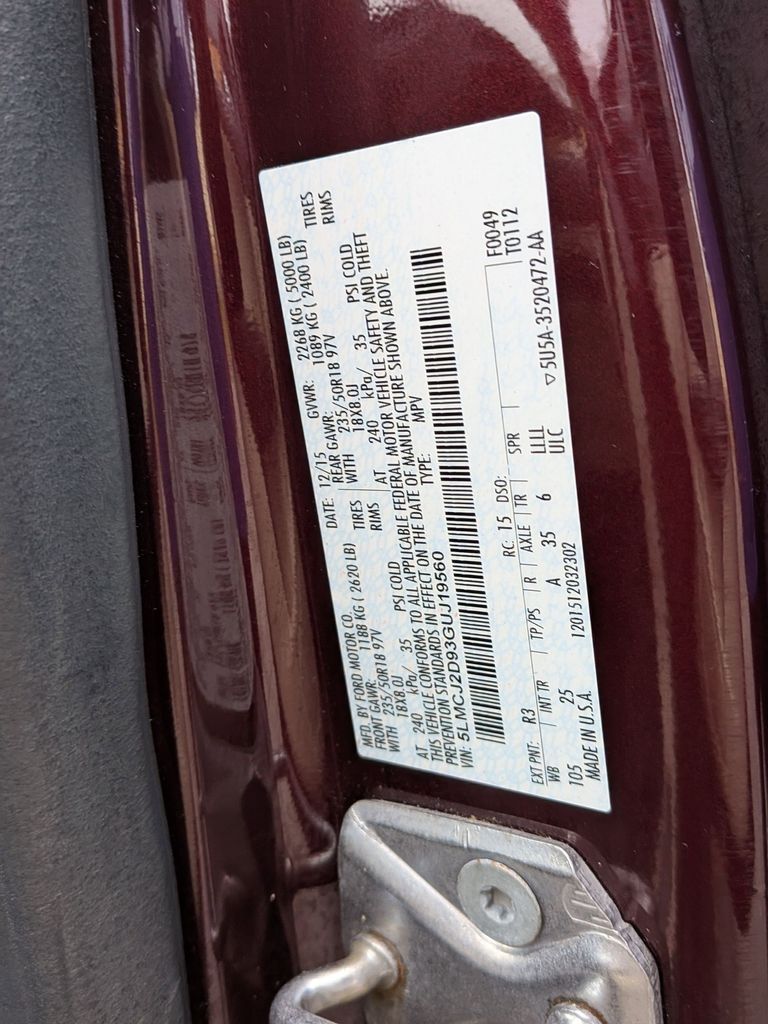 MFD. BY FORD MOTOR CO. DATE: 12/15 GVWR: 2268 KG ( 5000 LB)
FRONT GAWR: 1188 KG ( 2620 LB) REAR GAWR: 1089 KG ( 2400 LB)
WITH 235/50R18 97V TIRES WITH 235/50R18 97V TIRES
18X8.0J RIMS 18X8.0J RIMS
AT 240 kPa/ 35 PSI COLD AT 240 kPa/ 35 PSI COLD
THIS VEHICLE CONFORMS TO ALL APPLICABLE FEDERAL MOTOR VEHICLE SAFETY AND THEFT
PREVENTION STANDARDS IN EFFECT ON THE DATE OF MANUFACTURE SHOWN ABOVE.
VIN: 5LMCJ2D93GUJ19560 TYPE: MPV
F0049
T0112
EXT PNT: R3 RC: 15 DSO:
WB INT TR TP/PS R AXLE TR SPR
105 25 A 35 6 LLLL
ULC
MADE IN U.S.A. 1201512032302 ▽5U5A-3520472-AA